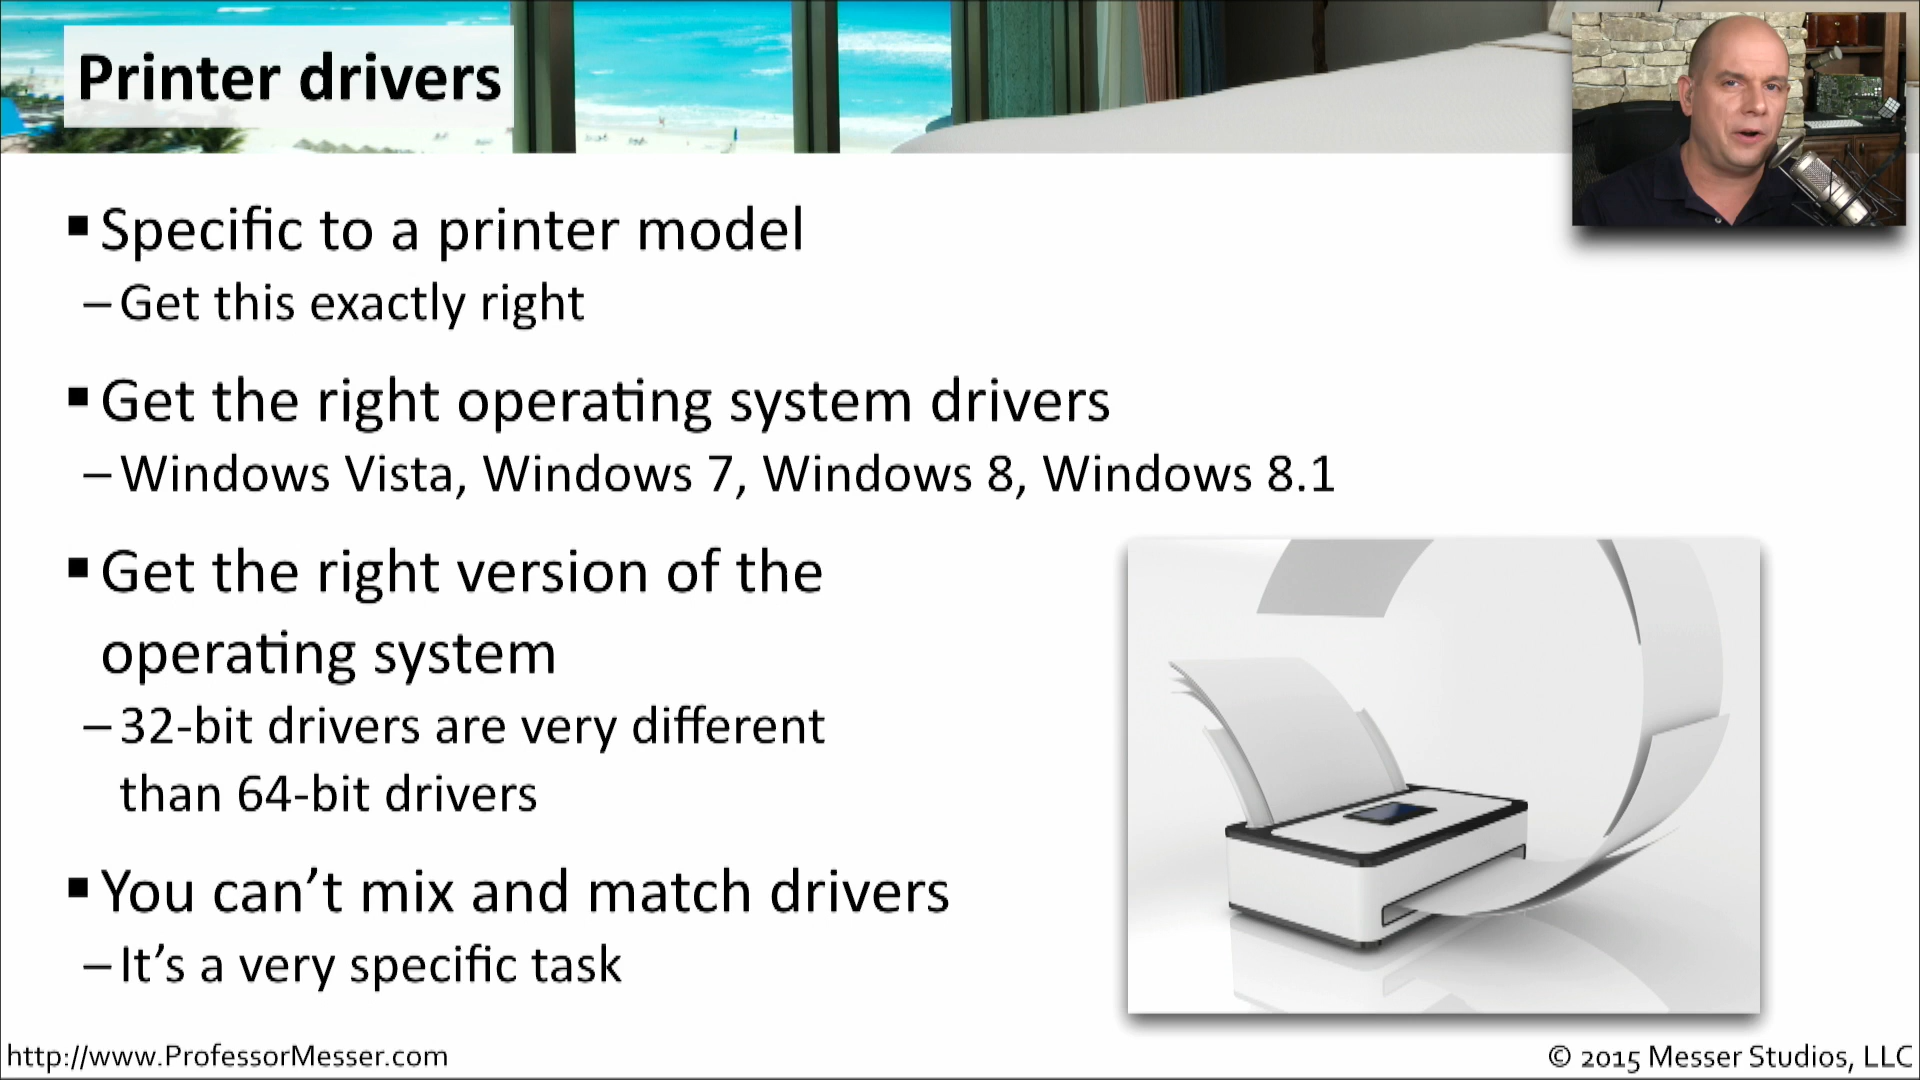 Printer drivers
▪ Specific to a printer model
– Get this exactly right
▪ Get the right operating system drivers
– Windows Vista, Windows 7, Windows 8, Windows 8.1
▪ Get the right version of the
operating system
– 32-bit drivers are very different
than 64-bit drivers
▪ You can’t mix and match drivers
– It’s a very specific task
http://www.ProfessorMesser.com
© 2015 Messer Studios, LLC